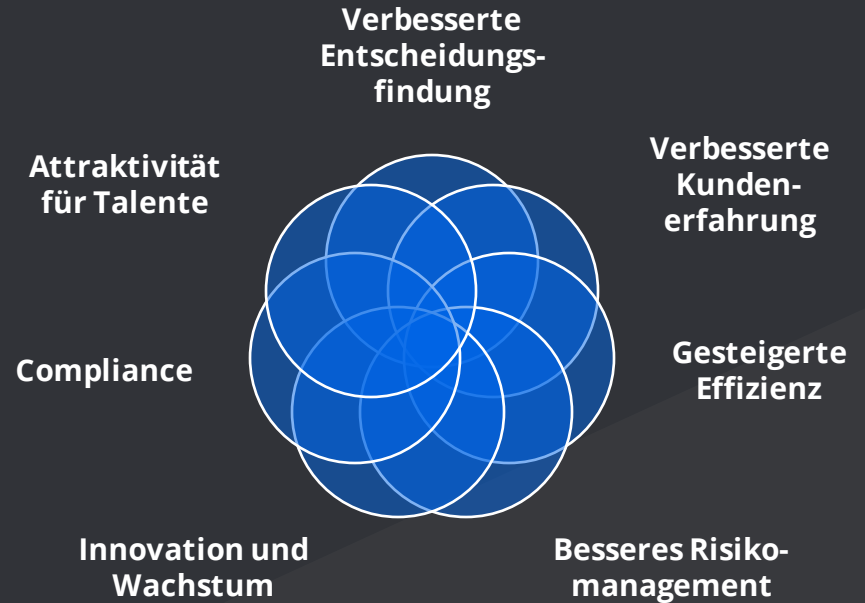 Verbesserte
Entscheidungs-
findung
Attraktivität
für Talente
Verbesserte
Kunden-
erfahrung
Compliance
Gesteigerte
Effizienz
Innovation und
Wachstum
Besseres Risiko-
management